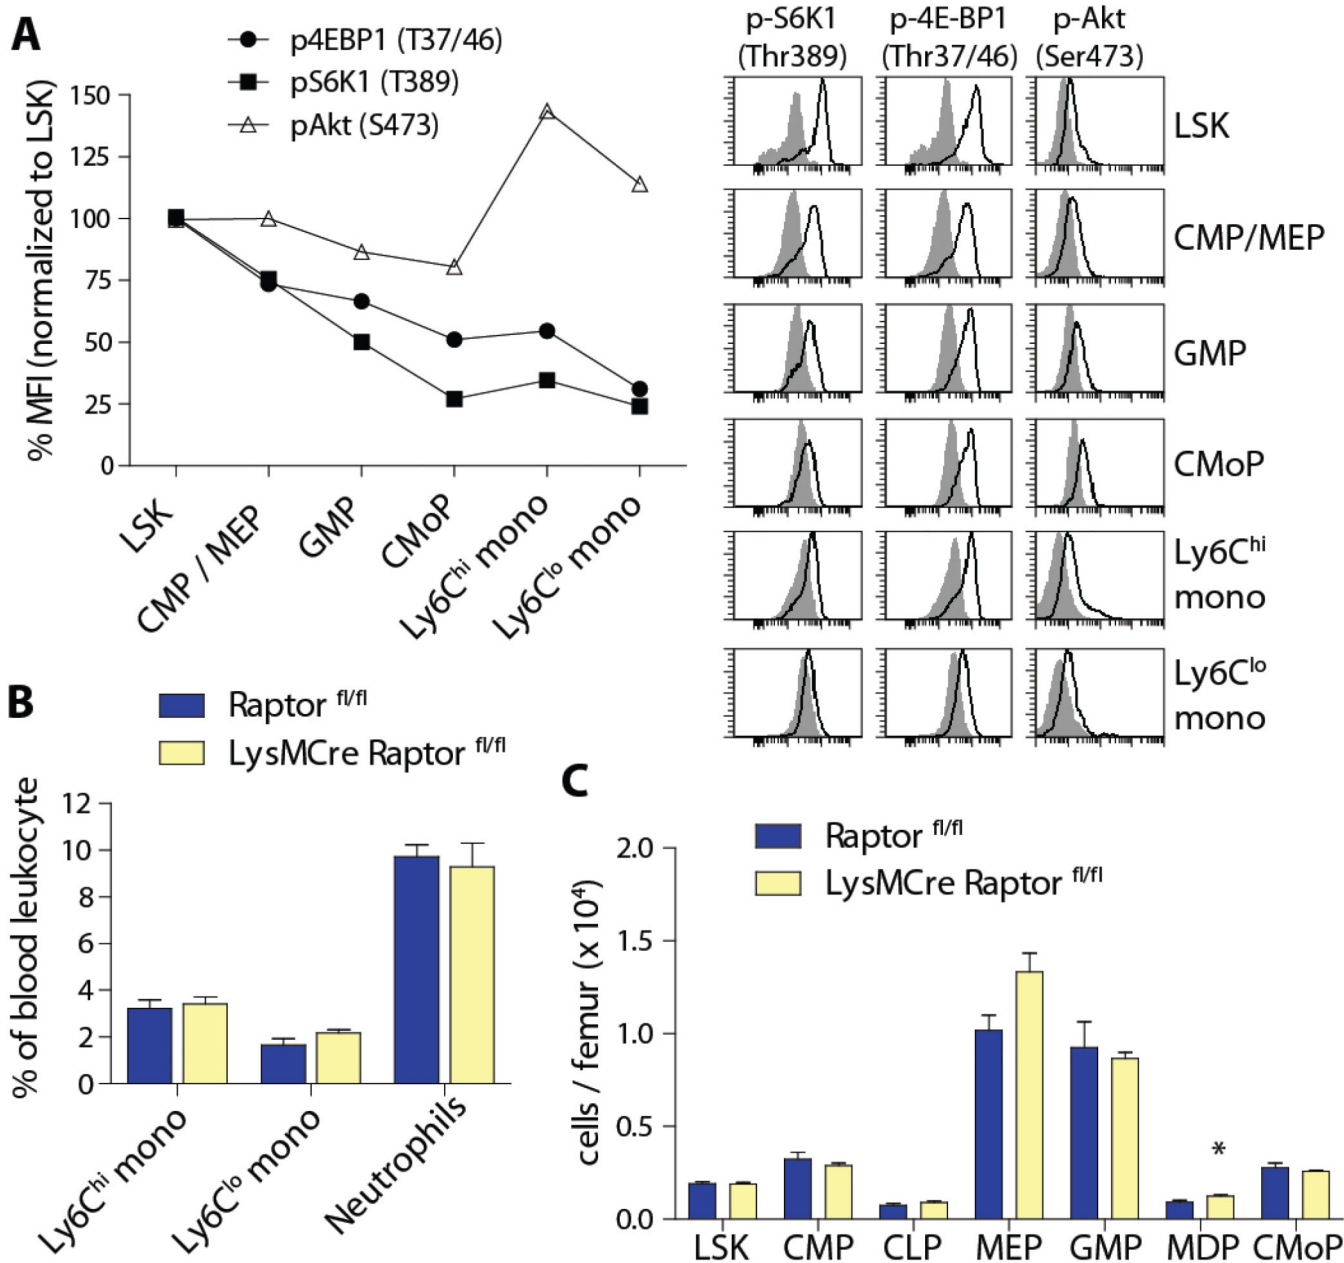 A
p4EBP1 (T37/46)
pS6K1 (T389)
pAkt (S473)
% MFI (normalized to LSK)
150
125
100
75
50
25
0
LSK
CMP / MEP
GMP
CMoP
Ly6Chi mono
Ly6Clo mono
p-S6K1
(Thr389)
p-4E-BP1
(Thr37/46)
p-Akt
(Ser473)
LSK
CMP/MEP
GMP
CMoP
Ly6Chi
mono
Ly6Clo
mono
B
Raptor fl/fl
LysMCre Raptor fl/fl
% of blood leukocyte
12
10
8
6
4
2
0
Ly6Chi mono
Ly6Clo mono
Neutrophils
C
Raptor fl/fl
LysMCre Raptor fl/fl
cells / femur (x 10⁴)
2.0
1.5
1.0
0.5
0.0
*
LSK
CMP
CLP
MEP
GMP
MDP
CMoP